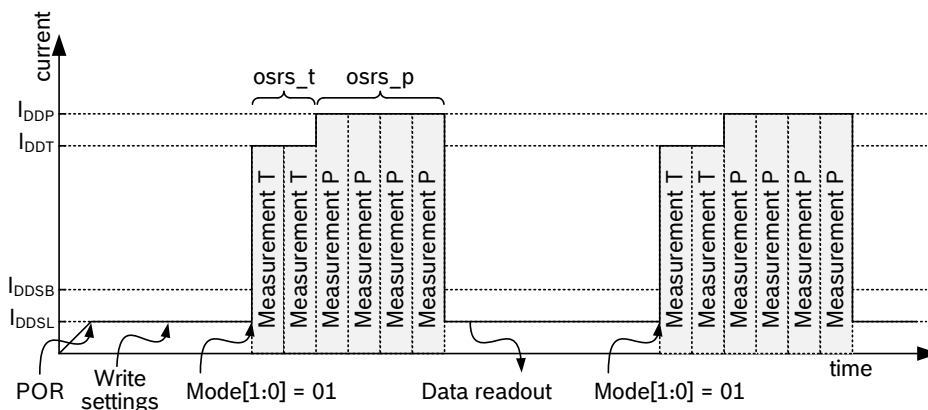 current
osrs_t
osrs_p
IDDP
IDDT
IDDSB
IDDSL
Measurement T
Measurement T
Measurement P
Measurement P
Measurement P
Measurement P
Measurement T
Measurement T
Measurement P
Measurement P
Measurement P
Measurement P
time
POR
Write
settings
Mode[1:0] = 01
Data readout
Mode[1:0] = 01